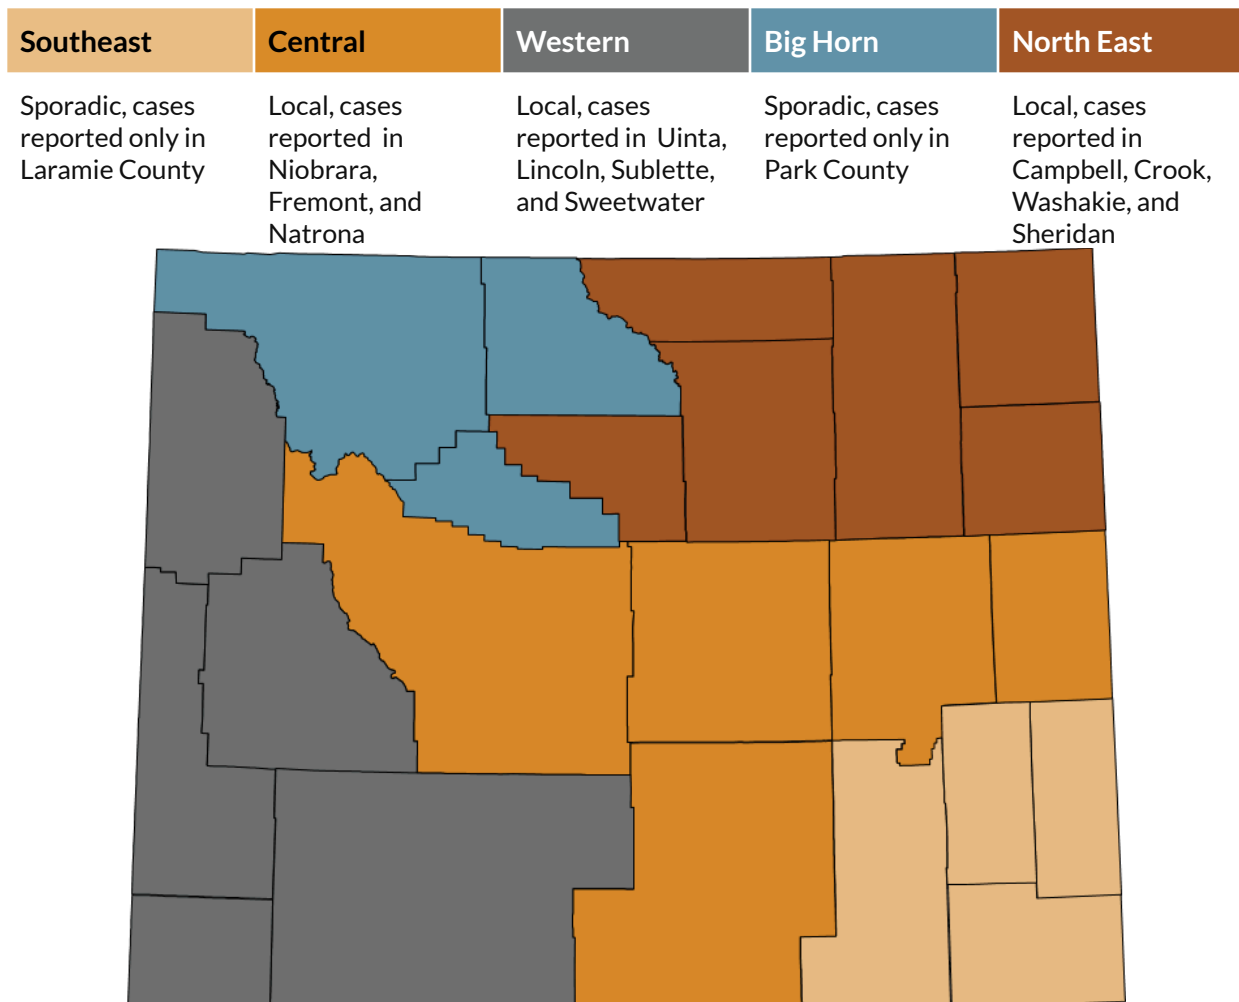 Southeast
Central
Western
Big Horn
North East
Sporadic, cases
reported only in
Laramie County
Local, cases
reported in
Niobrara,
Fremont, and
Natrona
Local, cases
reported in Uinta,
Lincoln, Sublette,
and Sweetwater
Sporadic, cases
reported only in
Park County
Local, cases
reported in
Campbell, Crook,
Washakie, and
Sheridan